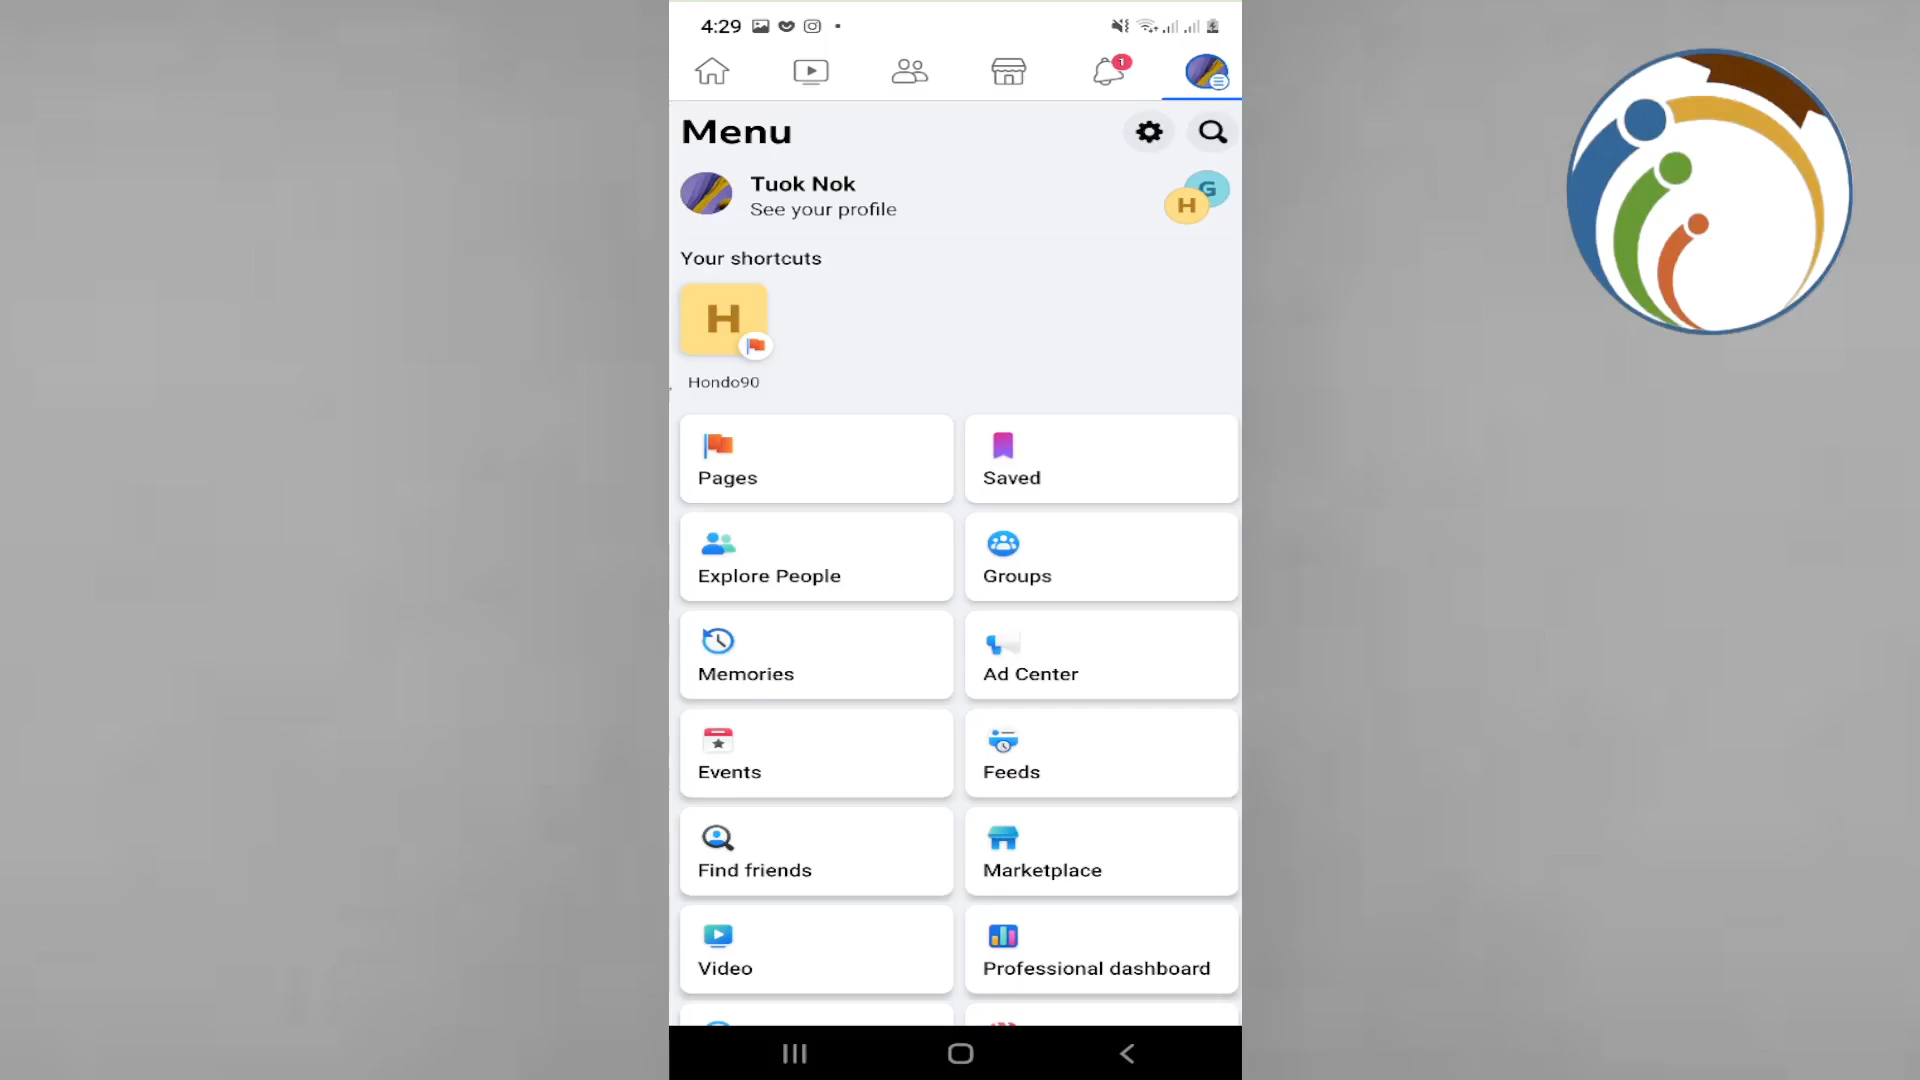 4:29
1
Menu
Tuok Nok
See your profile
G
H
Your shortcuts
H
Hondo90
Pages
Saved
Explore People
Groups
Memories
Ad Center
Events
Feeds
Find friends
Marketplace
Video
Professional dashboard